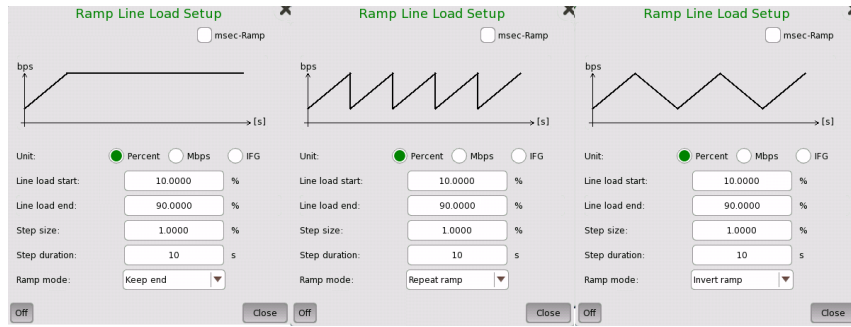 Ramp Line Load Setup
msec-Ramp
bps
[s]
Unit: Percent Mbps IFG
Line load start: 10.0000 %
Line load end: 90.0000 %
Step size: 1.0000 %
Step duration: 10 s
Ramp mode: Keep end
Off Close
Ramp Line Load Setup
msec-Ramp
bps
[s]
Unit: Percent Mbps IFG
Line load start: 10.0000 %
Line load end: 90.0000 %
Step size: 1.0000 %
Step duration: 10 s
Ramp mode: Repeat ramp
Off Close
Ramp Line Load Setup
msec-Ramp
bps
[s]
Unit: Percent Mbps IFG
Line load start: 10.0000 %
Line load end: 90.0000 %
Step size: 1.0000 %
Step duration: 10 s
Ramp mode: Invert ramp
Off Close